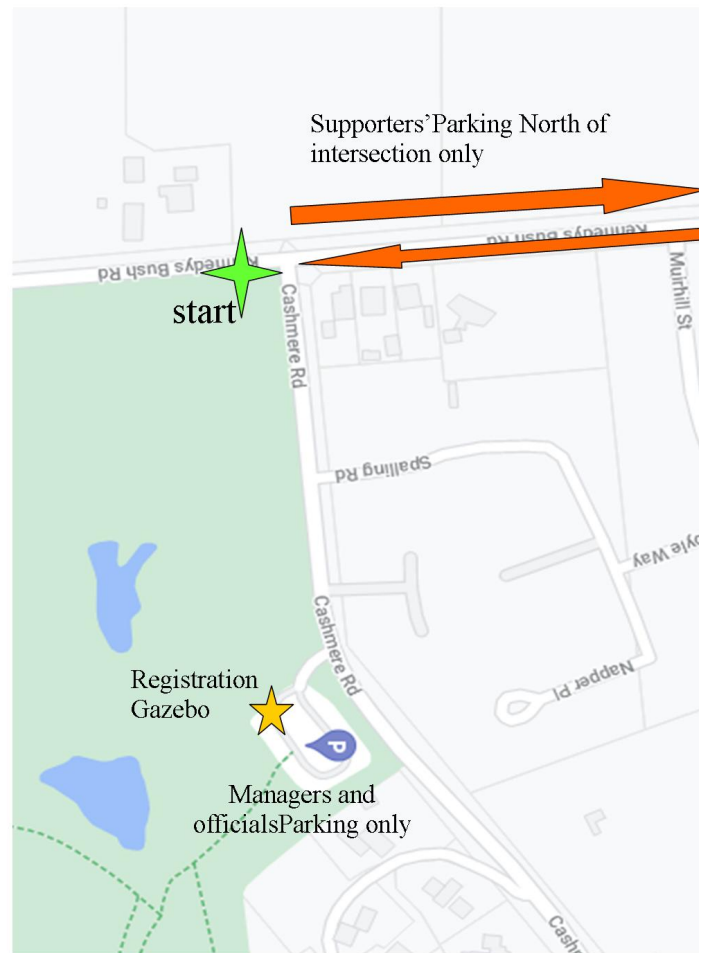 Supporters'Parking North of
intersection only
Kennedys Bush Rd
Kennedys Bush Rd
start
Cashmere Rd
Muirhill St
Spalling Rd
Way
Cashmere Rd
Napper Pl
Registration
Gazebo
P
Managers and
officialsParking only